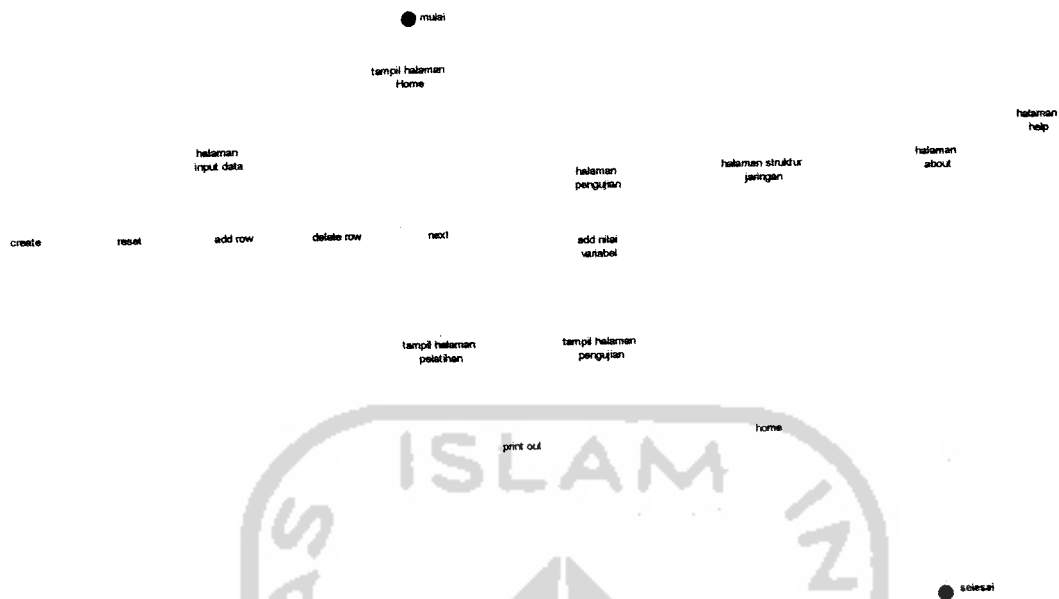 mulai
tampil halaman
Home
halaman
help
halaman
input data
halaman
pengujian
halaman struktur
jaringan
halaman
about
create
reset
add row
delete row
next
add nilai
variabel
tampil halaman
pelatihan
tampil halaman
pengujian
home
print out
ISLAM
selesai